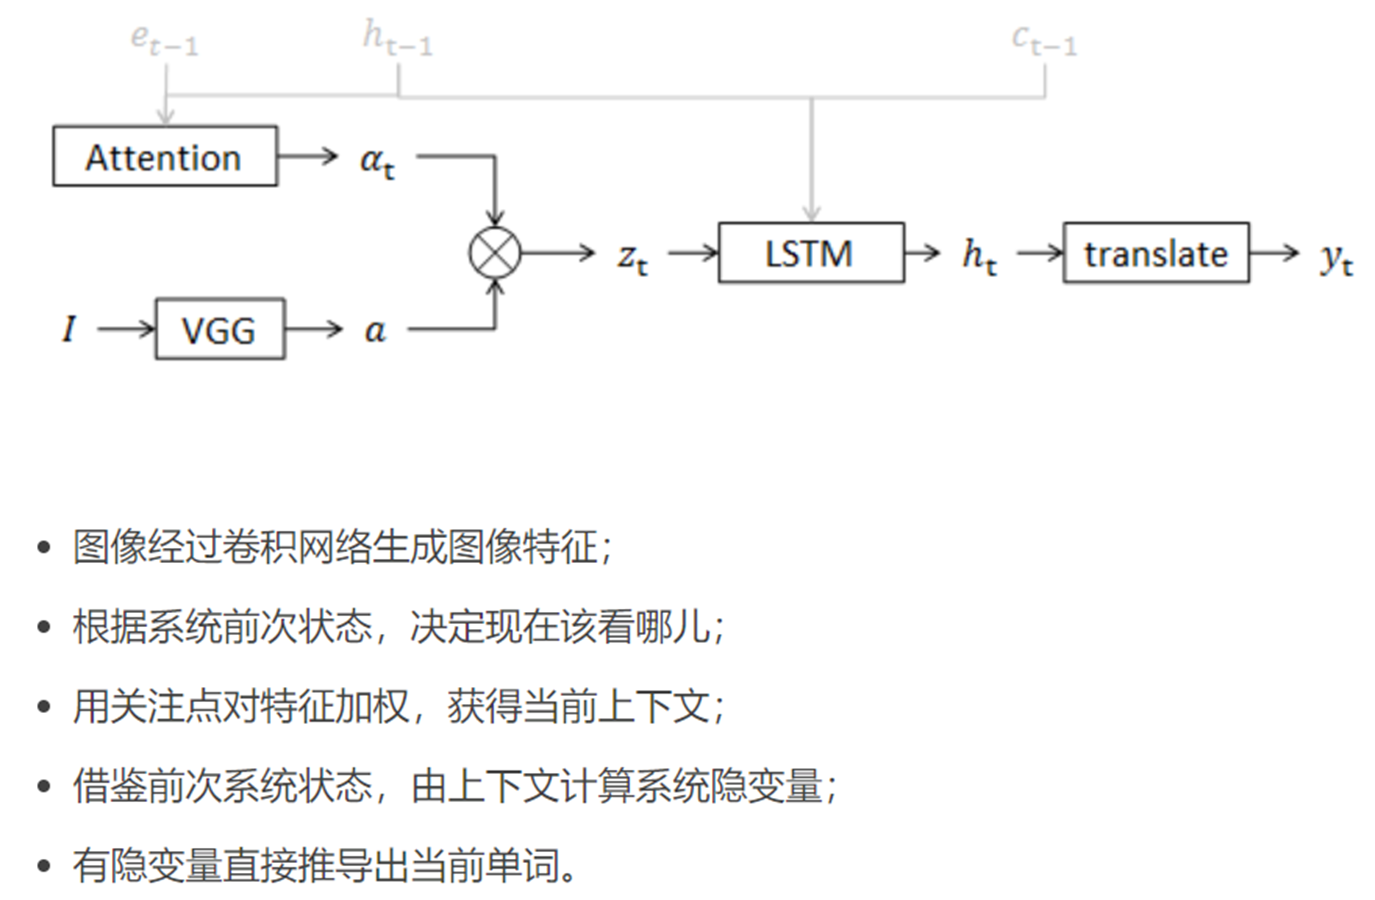 e_{t-1} h_{t-1} c_{t-1}
Attention α_t
z_t LSTM h_t translate y_t
I VGG a
• 图像经过卷积网络生成图像特征；
• 根据系统前次状态，决定现在该看哪儿；
• 用关注点对特征加权，获得当前上下文；
• 借鉴前次系统状态，由上下文计算系统隐变量；
• 有隐变量直接推导出当前单词。